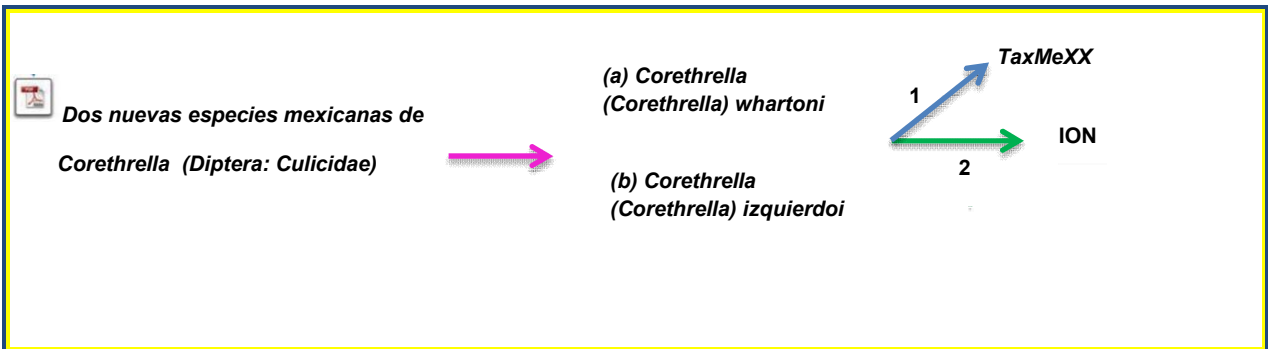 Dos nuevas especies mexicanas de
Corethrella (Diptera: Culicidae)
(a) Corethrella
(Corethrella) whartoni
(b) Corethrella
(Corethrella) izquierdoi
1
TaxMeXX
2
ION